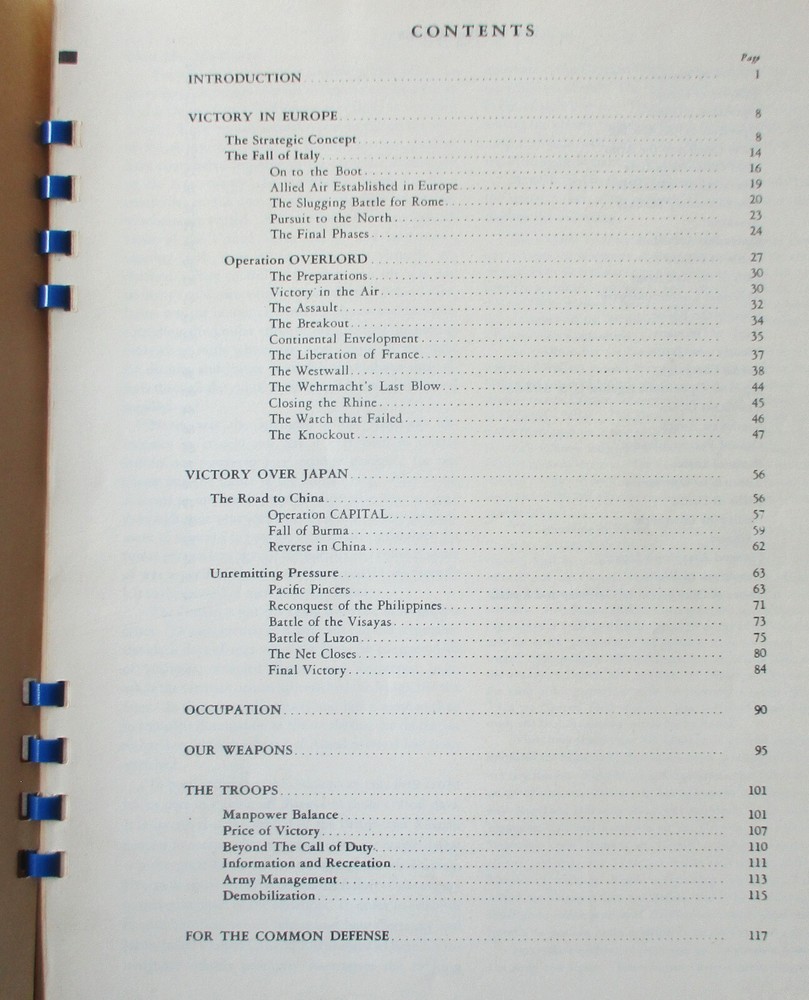 CONTENTS
Page
INTRODUCTION 1
VICTORY IN EUROPE 8
The Strategic Concept 8
The Fall of Italy 14
On to the Boot 16
Allied Air Established in Europe 19
The Slugging Battle for Rome 20
Pursuit to the North 23
The Final Phases 24
Operation OVERLORD 27
The Preparations 30
Victory in the Air 30
The Assault 32
The Breakout 34
Continental Envelopment 35
The Liberation of France 37
The Westwall 38
The Wehrmacht's Last Blow 44
Closing the Rhine 45
The Watch that Failed 46
The Knockout 47
VICTORY OVER JAPAN 56
The Road to China 56
Operation CAPITAL 57
Fall of Burma 59
Reverse in China 62
Unremitting Pressure 63
Pacific Pincers 63
Reconquest of the Philippines 71
Battle of the Visayas 73
Battle of Luzon 75
The Net Closes 80
Final Victory 84
OCCUPATION 90
OUR WEAPONS 95
THE TROOPS 101
Manpower Balance 101
Price of Victory 107
Beyond The Call of Duty 110
Information and Recreation 111
Army Management 113
Demobilization 115
FOR THE COMMON DEFENSE 117